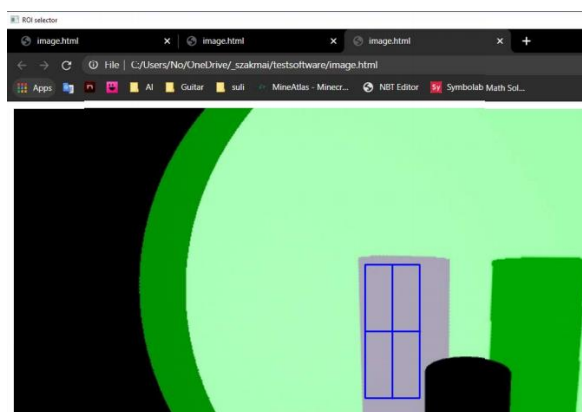 ROI selector
image.html × image.html × image.html × +
File C:/Users/No/OneDrive/_szakmai/testsoftware/image.html
Apps AI Guitar suli MineAtlas - Minecr... NBT Editor Sy Symbolab Math Sol...